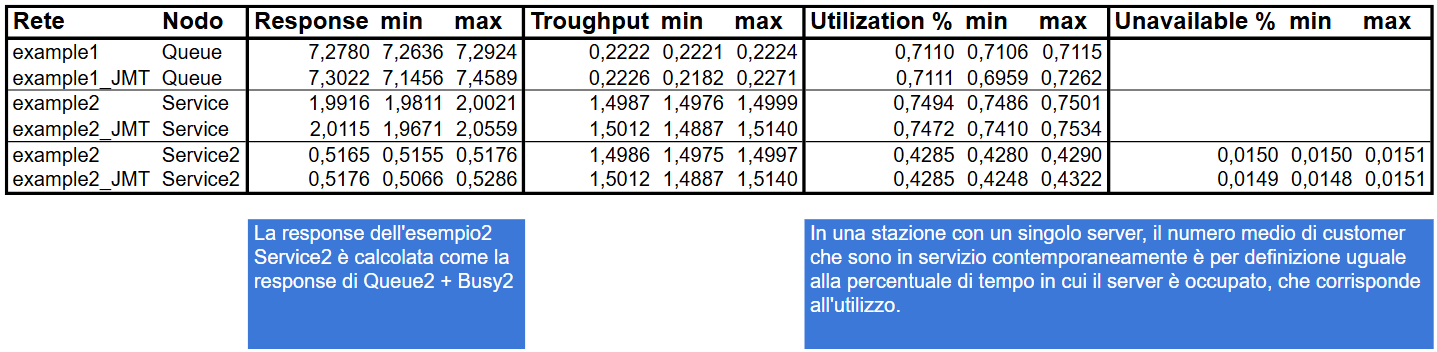 Rete Nodo Response min max Troughput min max Utilization % min max Unavailable % min max
example1 Queue 7,2780 7,2636 7,2924 0,2222 0,2221 0,2224 0,7110 0,7106 0,7115
example1_JMT Queue 7,3022 7,1456 7,4589 0,2226 0,2182 0,2271 0,7111 0,6959 0,7262
example2 Service 1,9916 1,9811 2,0021 1,4987 1,4976 1,4999 0,7494 0,7486 0,7501
example2_JMT Service 2,0115 1,9671 2,0559 1,5012 1,4887 1,5140 0,7472 0,7410 0,7534
example2 Service2 0,5165 0,5155 0,5176 1,4986 1,4975 1,4997 0,4285 0,4280 0,4290 0,0150 0,0150 0,0151
example2_JMT Service2 0,5176 0,5066 0,5286 1,5012 1,4887 1,5140 0,4285 0,4248 0,4322 0,0149 0,0148 0,0151
La response dell'esempio2
Service2 è calcolata come la
response di Queue2 + Busy2
In una stazione con un singolo server, il numero medio di customer
che sono in servizio contemporaneamente è per definizione uguale
alla percentuale di tempo in cui il server è occupato, che corrisponde
all'utilizzo.